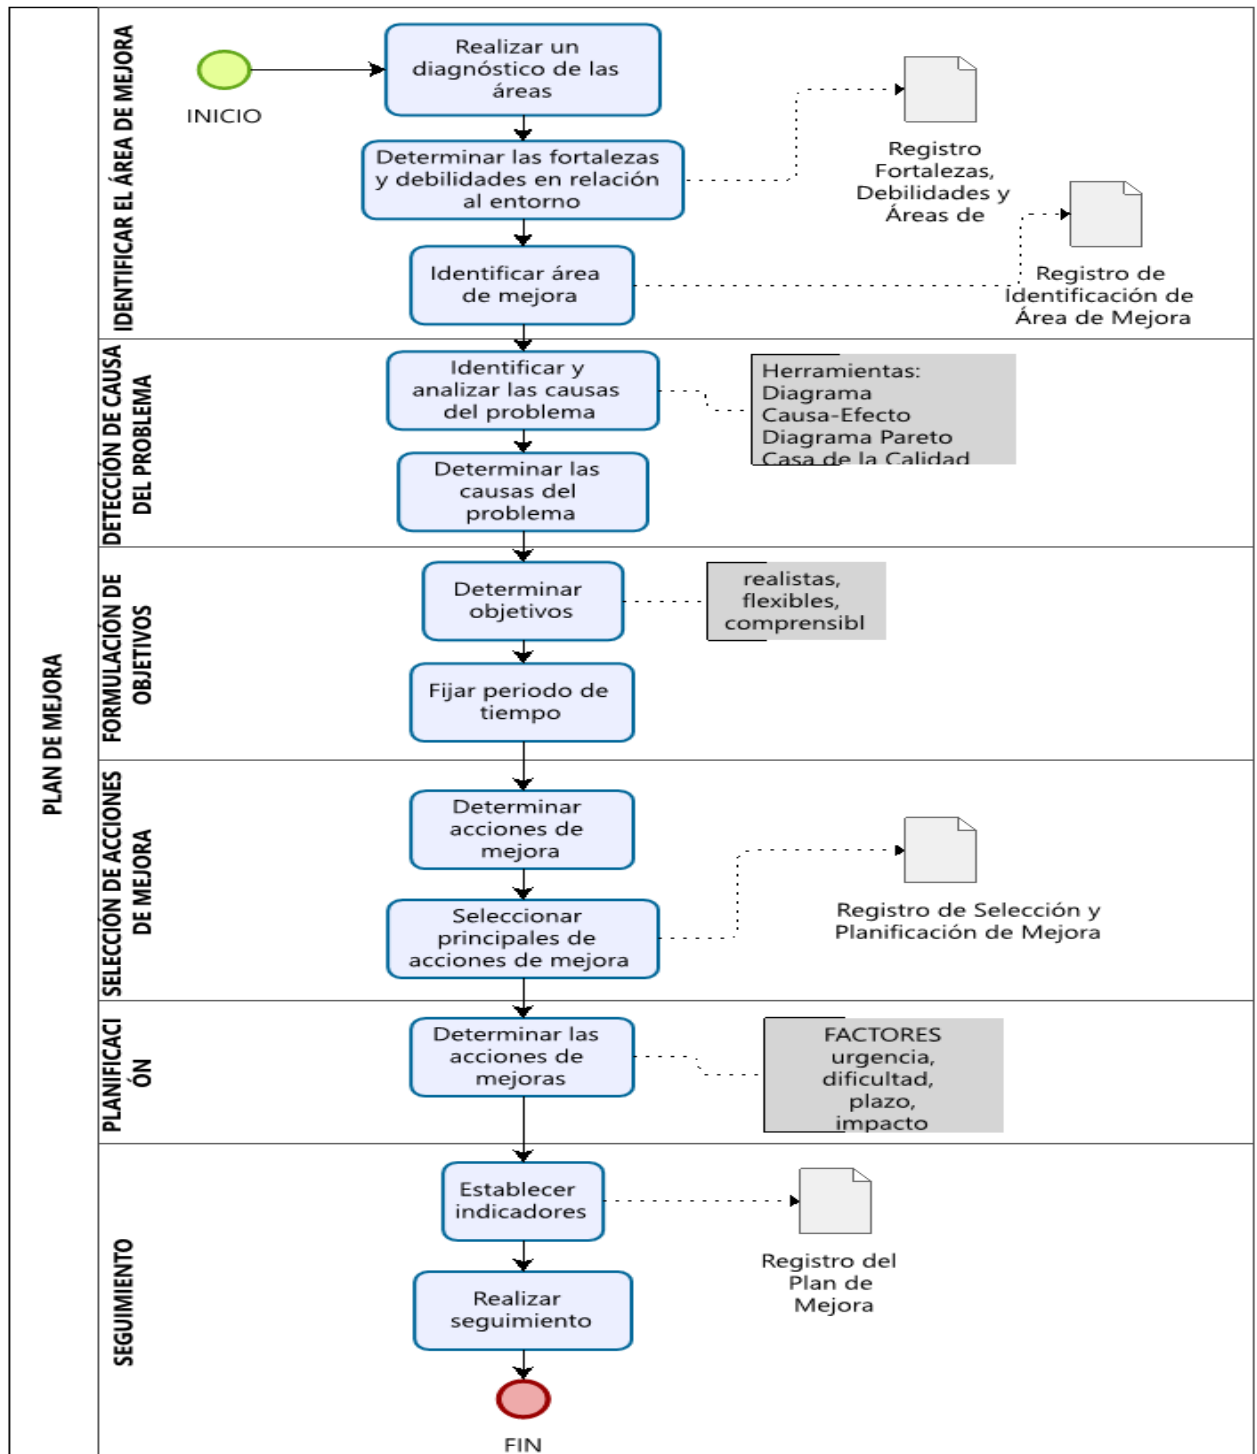 PLAN DE MEJORA
IDENTIFICAR EL ÁREA DE MEJORA
INICIO
Realizar un
diagnóstico de las
áreas
Determinar las fortalezas
y debilidades en relación
al entorno
Registro
Fortalezas,
Debilidades y
Áreas de
Identificar área
de mejora
Registro de
Identificación de
Área de Mejora
DETECCIÓN DE CAUSA
DEL PROBLEMA
Identificar y
analizar las causas
del problema
Herramientas:
Diagrama
Causa-Efecto
Diagrama Pareto
Casa de la Calidad
Determinar las
causas del
problema
FORMULACIÓN DE
OBJETIVOS
Determinar
objetivos
realistas,
flexibles,
comprensibl
Fijar periodo de
tiempo
SELECCIÓN DE ACCIONES
DE MEJORA
Determinar
acciones de
mejora
Seleccionar
principales de
acciones de mejora
Registro de Selección y
Planificación de Mejora
PLANIFICACI
ÓN
Determinar las
acciones de
mejoras
FACTORES
urgencia,
dificultad,
plazo,
impacto
SEGUIMIENTO
Establecer
indicadores
Registro del
Plan de
Mejora
Realizar
seguimiento
FIN